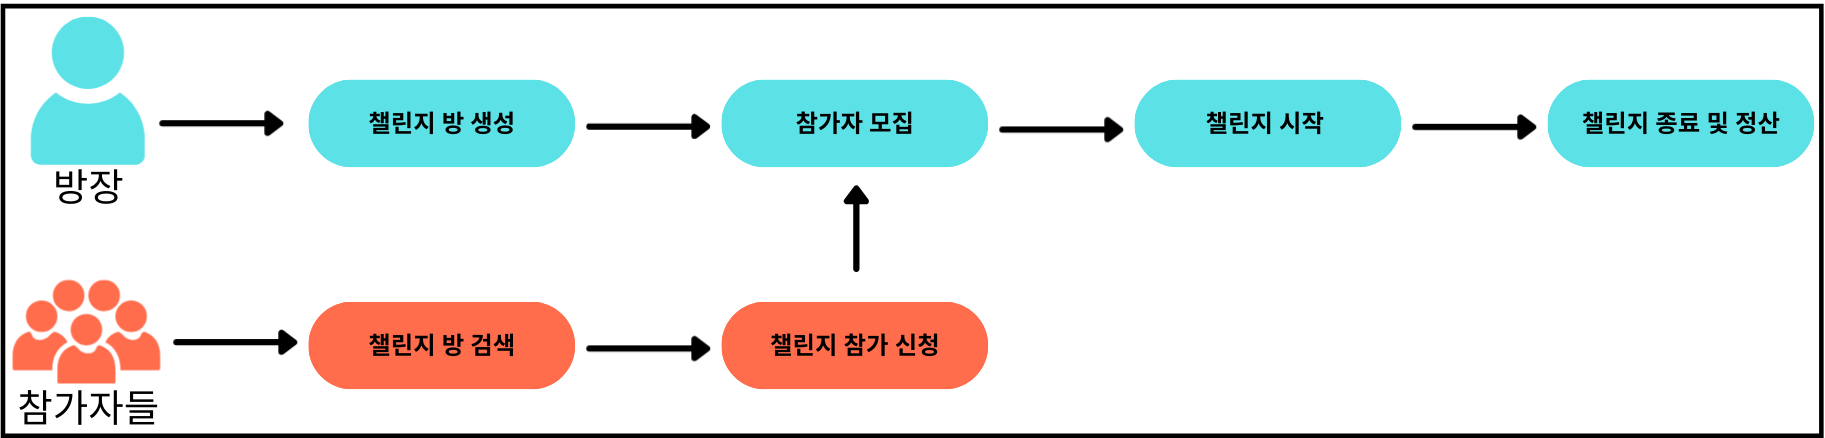 방장
챌린지 방 생성
참가자 모집
챌린지 시작
챌린지 종료 및 정산
참가자들
챌린지 방 검색
챌린지 참가 신청